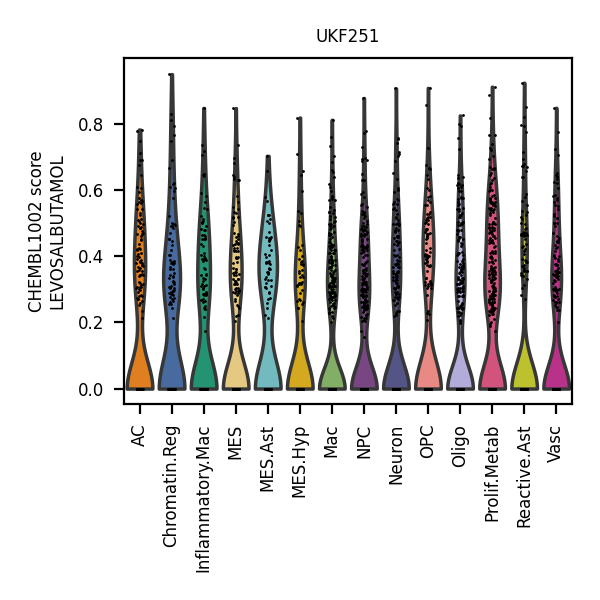 UKF251
CHEMBL1002 score
LEVOSALBUTAMOL
0.8
0.6
0.4
0.2
0.0
AC
Chromatin.Reg
Inflammatory.Mac
MES
MES.Ast
MES.Hyp
Mac
NPC
Neuron
OPC
Oligo
Prolif.Metab
Reactive.Ast
Vasc